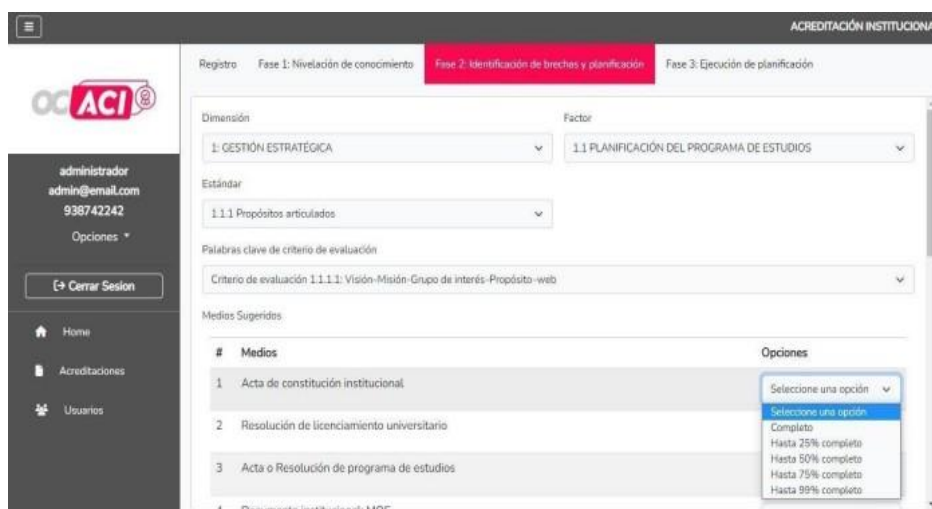 ACREDITACIÓN INSTITUCIONA
OC ACI
administrador
admin@email.com
938742242
Opciones
Cerrar Sesion
Home
Acreditaciones
Usuarios
Registro Fase 1: Nivelación de conocimiento Fase 2: Identificación de brechas y planificación Fase 3: Ejecución de planificación
Dimensión Factor
1: GESTIÓN ESTRATÉGICA 1.1 PLANIFICACIÓN DEL PROGRAMA DE ESTUDIOS
Estándar
1.1.1 Propósitos articulados
Palabras clave de criterio de evaluación
Criterio de evaluación 1.1.1.1: Visión-Misión-Grupo de interés-Propósito-web
Medios Sugeridos
# Medios Opciones
1 Acta de constitución institucional Seleccione una opción
Seleccione una opción
Completo
2 Resolución de licenciamiento universitario
Hasta 25% completo
Hasta 50% completo
3 Acta o Resolución de programa de estudios
Hasta 75% completo
Hasta 99% completo